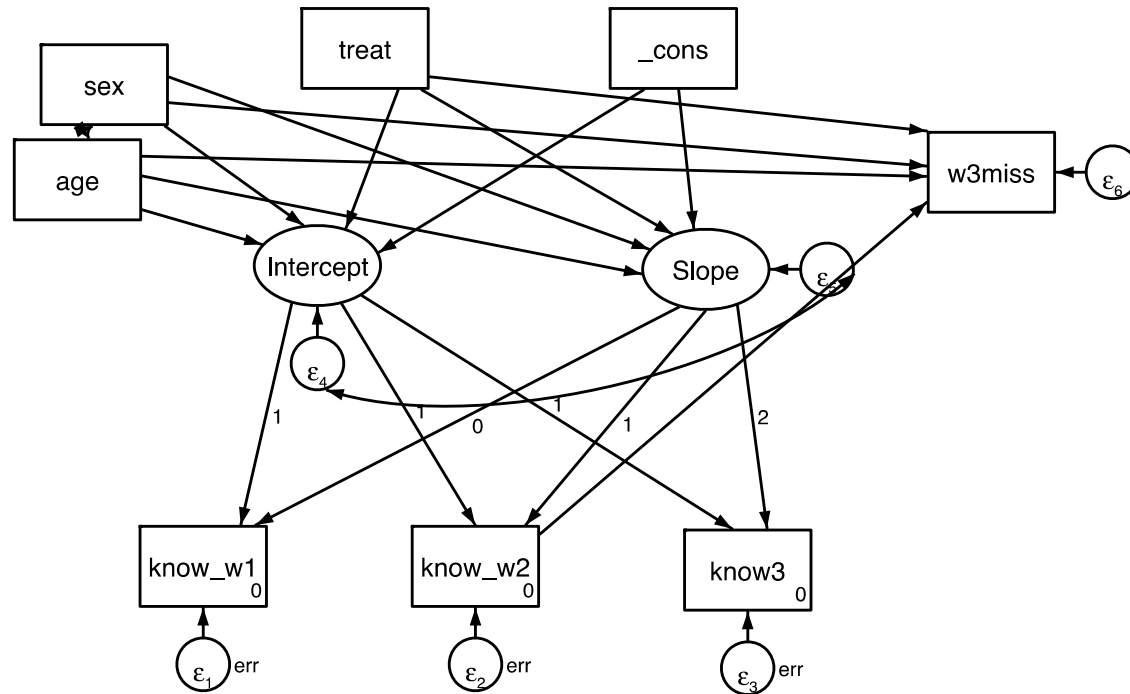 treat
_cons
sex
age
w3miss
ε6
Intercept
Slope
ε5
ε4
1
1
0
1
1
2
know_w1
0
know_w2
0
know3
0
ε1 err
ε2 err
ε3 err